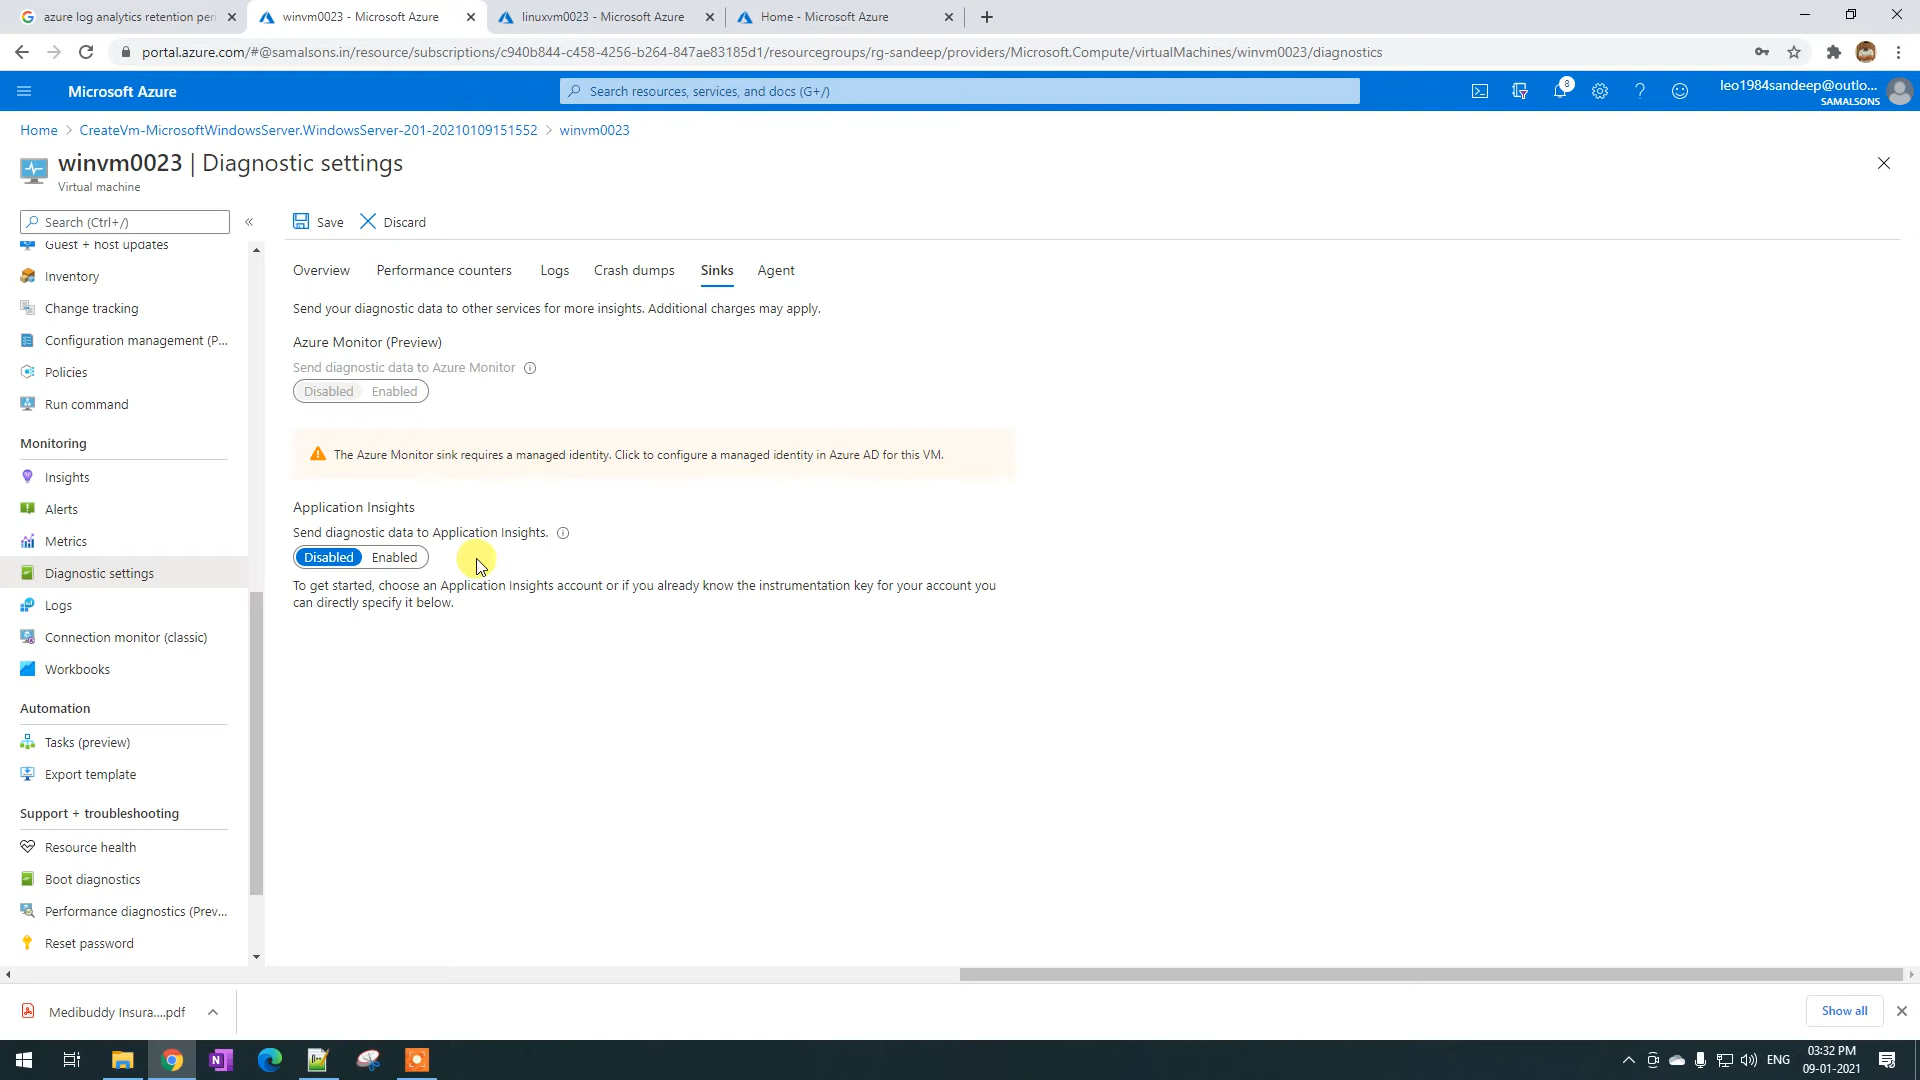 azure log analytics retention per
winvm0023 - Microsoft Azure
linuxvm0023 - Microsoft Azure
Home - Microsoft Azure
portal.azure.com/#@samalsons.in/resource/subscriptions/c940b844-c458-4256-b264-847ae83185d1/resourcegroups/rg-sandeep/providers/Microsoft.Compute/virtualMachines/winvm0023/diagnostics
Microsoft Azure
Search resources, services, and docs (G+/)
8
leo1984sandeep@outlo...
SAMALSONS
Home > CreateVm-MicrosoftWindowsServer.WindowsServer-201-20210109151552 > winvm0023
winvm0023 | Diagnostic settings
Virtual machine
Search (Ctrl+/)
«
Save
Discard
Guest + host updates
Inventory
Change tracking
Configuration management (P...
Policies
Run command
Monitoring
Insights
Alerts
Metrics
Diagnostic settings
Logs
Connection monitor (classic)
Workbooks
Automation
Tasks (preview)
Export template
Support + troubleshooting
Resource health
Boot diagnostics
Performance diagnostics (Prev...
Reset password
Overview
Performance counters
Logs
Crash dumps
Sinks
Agent
Send your diagnostic data to other services for more insights. Additional charges may apply.
Azure Monitor (Preview)
Send diagnostic data to Azure Monitor
Disabled Enabled
The Azure Monitor sink requires a managed identity. Click to configure a managed identity in Azure AD for this VM.
Application Insights
Send diagnostic data to Application Insights.
Disabled Enabled
To get started, choose an Application Insights account or if you already know the instrumentation key for your account you
can directly specify it below.
Medibuddy Insura....pdf
Show all
ENG
03:32 PM
09-01-2021